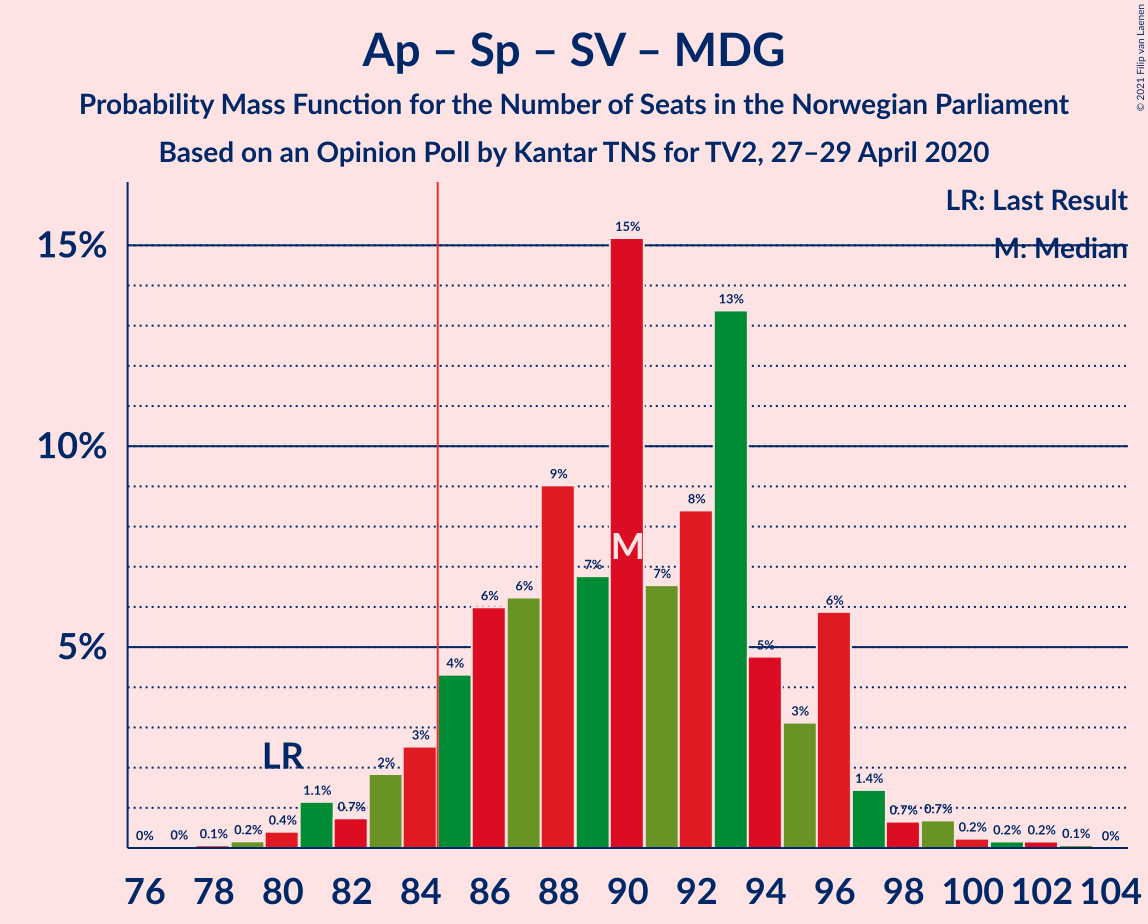 Ap – Sp – SV – MDG
Probability Mass Function for the Number of Seats in the Norwegian Parliament
Based on an Opinion Poll by Kantar TNS for TV2, 27–29 April 2020
© 2021 Filip van Laenen
LR: Last Result
M: Median
15%
10%
5%
LR
M
0% 0% 0.1% 0.2% 0.4% 1.1% 0.7% 2% 3% 4% 6% 6% 9% 7% 15% 7% 8% 13% 5% 3% 6% 1.4% 0.7% 0.7% 0.2% 0.2% 0.2% 0.1% 0%
76 78 80 82 84 86 88 90 92 94 96 98 100 102 104